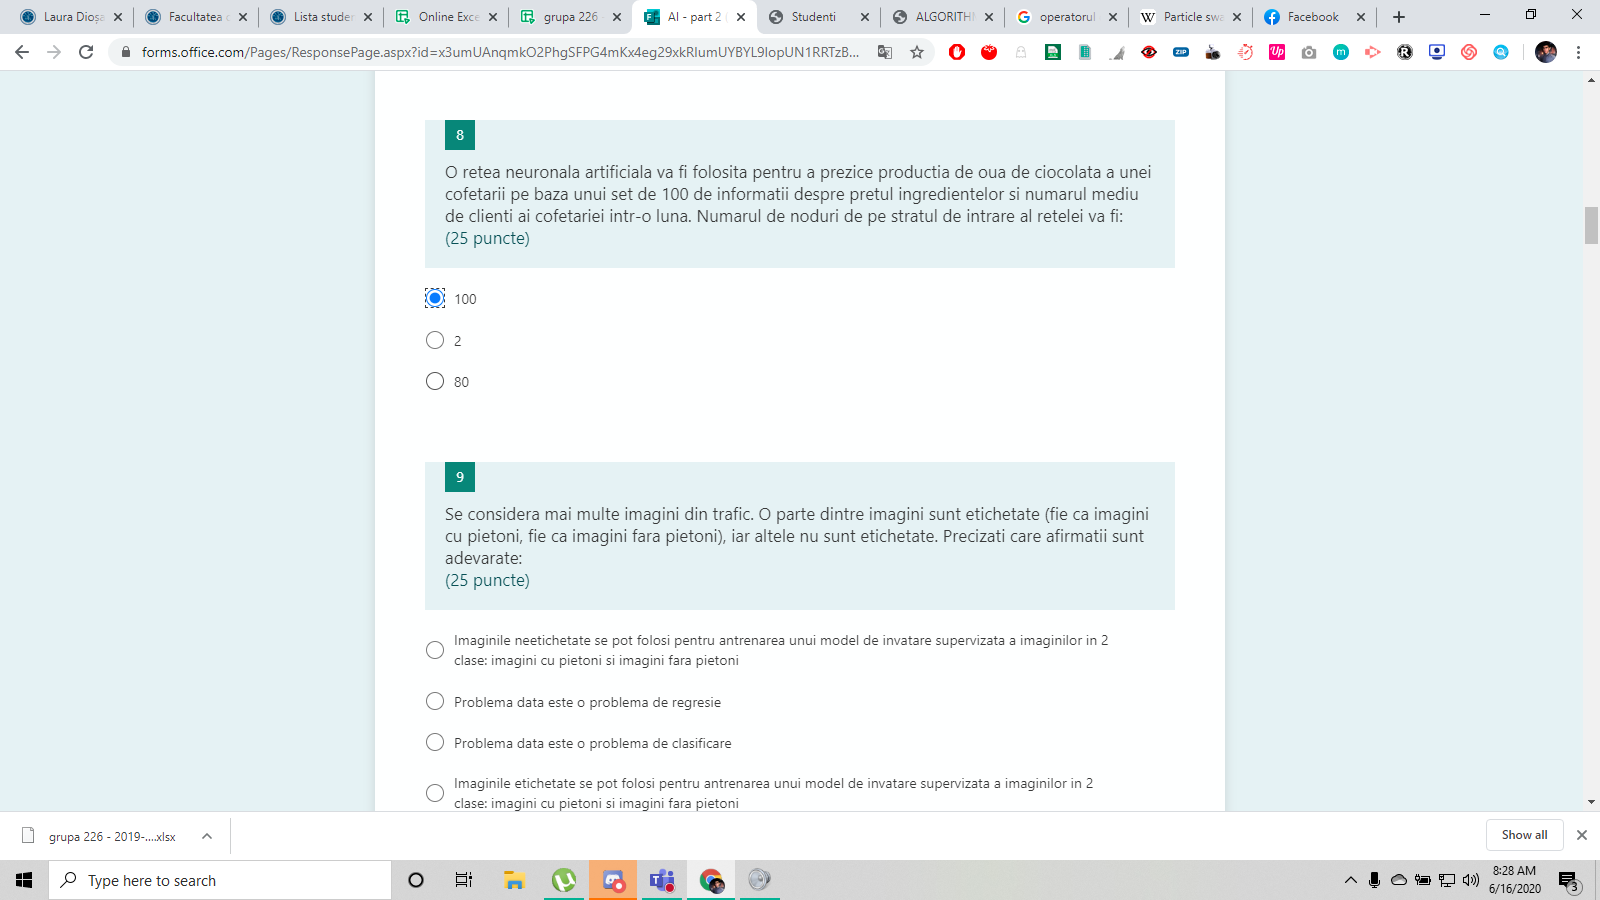 Laura Dioșa
Facultatea d
Lista studen
Online Exce
grupa 226 -
AI - part 2 (
Studenti
ALGORITHM
operatorul
Particle swa
Facebook
forms.office.com/Pages/ResponsePage.aspx?id=x3umUAnqmkO2PhgSFPG4mKx4eg29xkRIumUYBYL9IopUN1RRTzB...
8
O retea neuronala artificiala va fi folosita pentru a prezice productia de oua de ciocolata a unei
cofetarii pe baza unui set de 100 de informatii despre pretul ingredientelor si numarul mediu
de clienti ai cofetariei intr-o luna. Numarul de noduri de pe stratul de intrare al retelei va fi:
(25 puncte)
100
2
80
9
Se considera mai multe imagini din trafic. O parte dintre imagini sunt etichetate (fie ca imagini
cu pietoni, fie ca imagini fara pietoni), iar altele nu sunt etichetate. Precizati care afirmatii sunt
adevarate:
(25 puncte)
Imaginile neetichetate se pot folosi pentru antrenarea unui model de invatare supervizata a imaginilor in 2
clase: imagini cu pietoni si imagini fara pietoni
Problema data este o problema de regresie
Problema data este o problema de clasificare
Imaginile etichetate se pot folosi pentru antrenarea unui model de invatare supervizata a imaginilor in 2
clase: imagini cu pietoni si imagini fara pietoni
grupa 226 - 2019-....xlsx
Show all
Type here to search
8:28 AM
6/16/2020
3